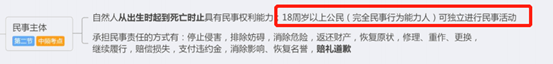 自然人从出生时起到死亡时止具有民事权利能力；18周岁以上公民（完全民事行为能力人）可独立进行民事活动
民事主体
第二节 中频考点
承担民事责任的方式有：停止侵害，排除妨碍，消除危险，返还财产，恢复原状，修理、重作、更换，
继续履行，赔偿损失，支付违约金，消除影响、恢复名誉，赔礼道歉